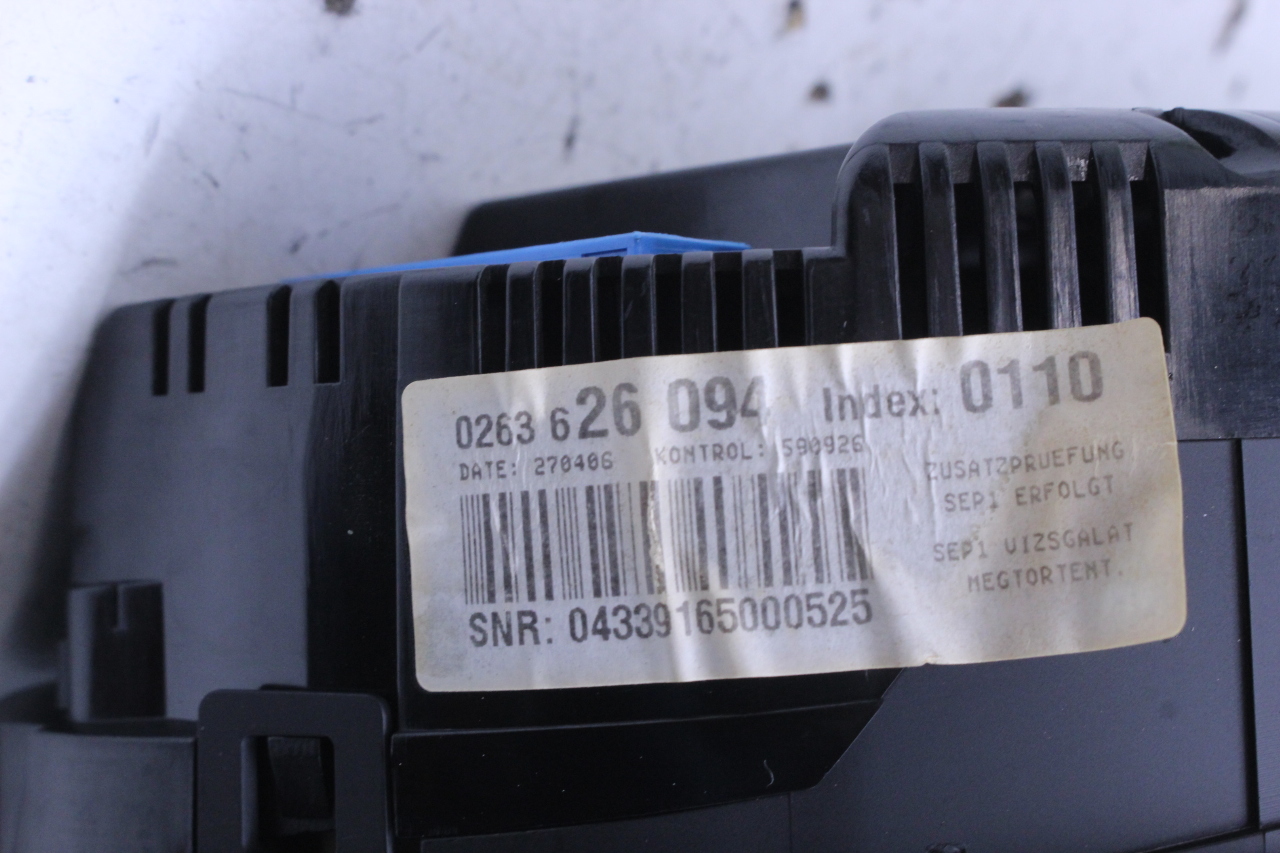 0263 626 094 Index: 0110
DATE: 270406 KONTROL: 590926
ZUSATZPRUEFUNG
SEP1 ERFOLGT
SEP1 VIZSGALAT
MEGTORTENT.
SNR: 04339165000525